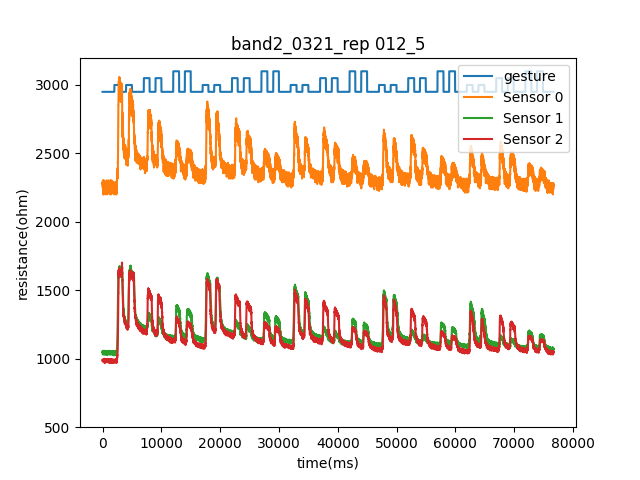 band2_0321_rep 012_5
gesture
Sensor 0
Sensor 1
Sensor 2
3000
2500
2000
1500
1000
500
resistance(ohm)
0 10000 20000 30000 40000 50000 60000 70000 80000
time(ms)